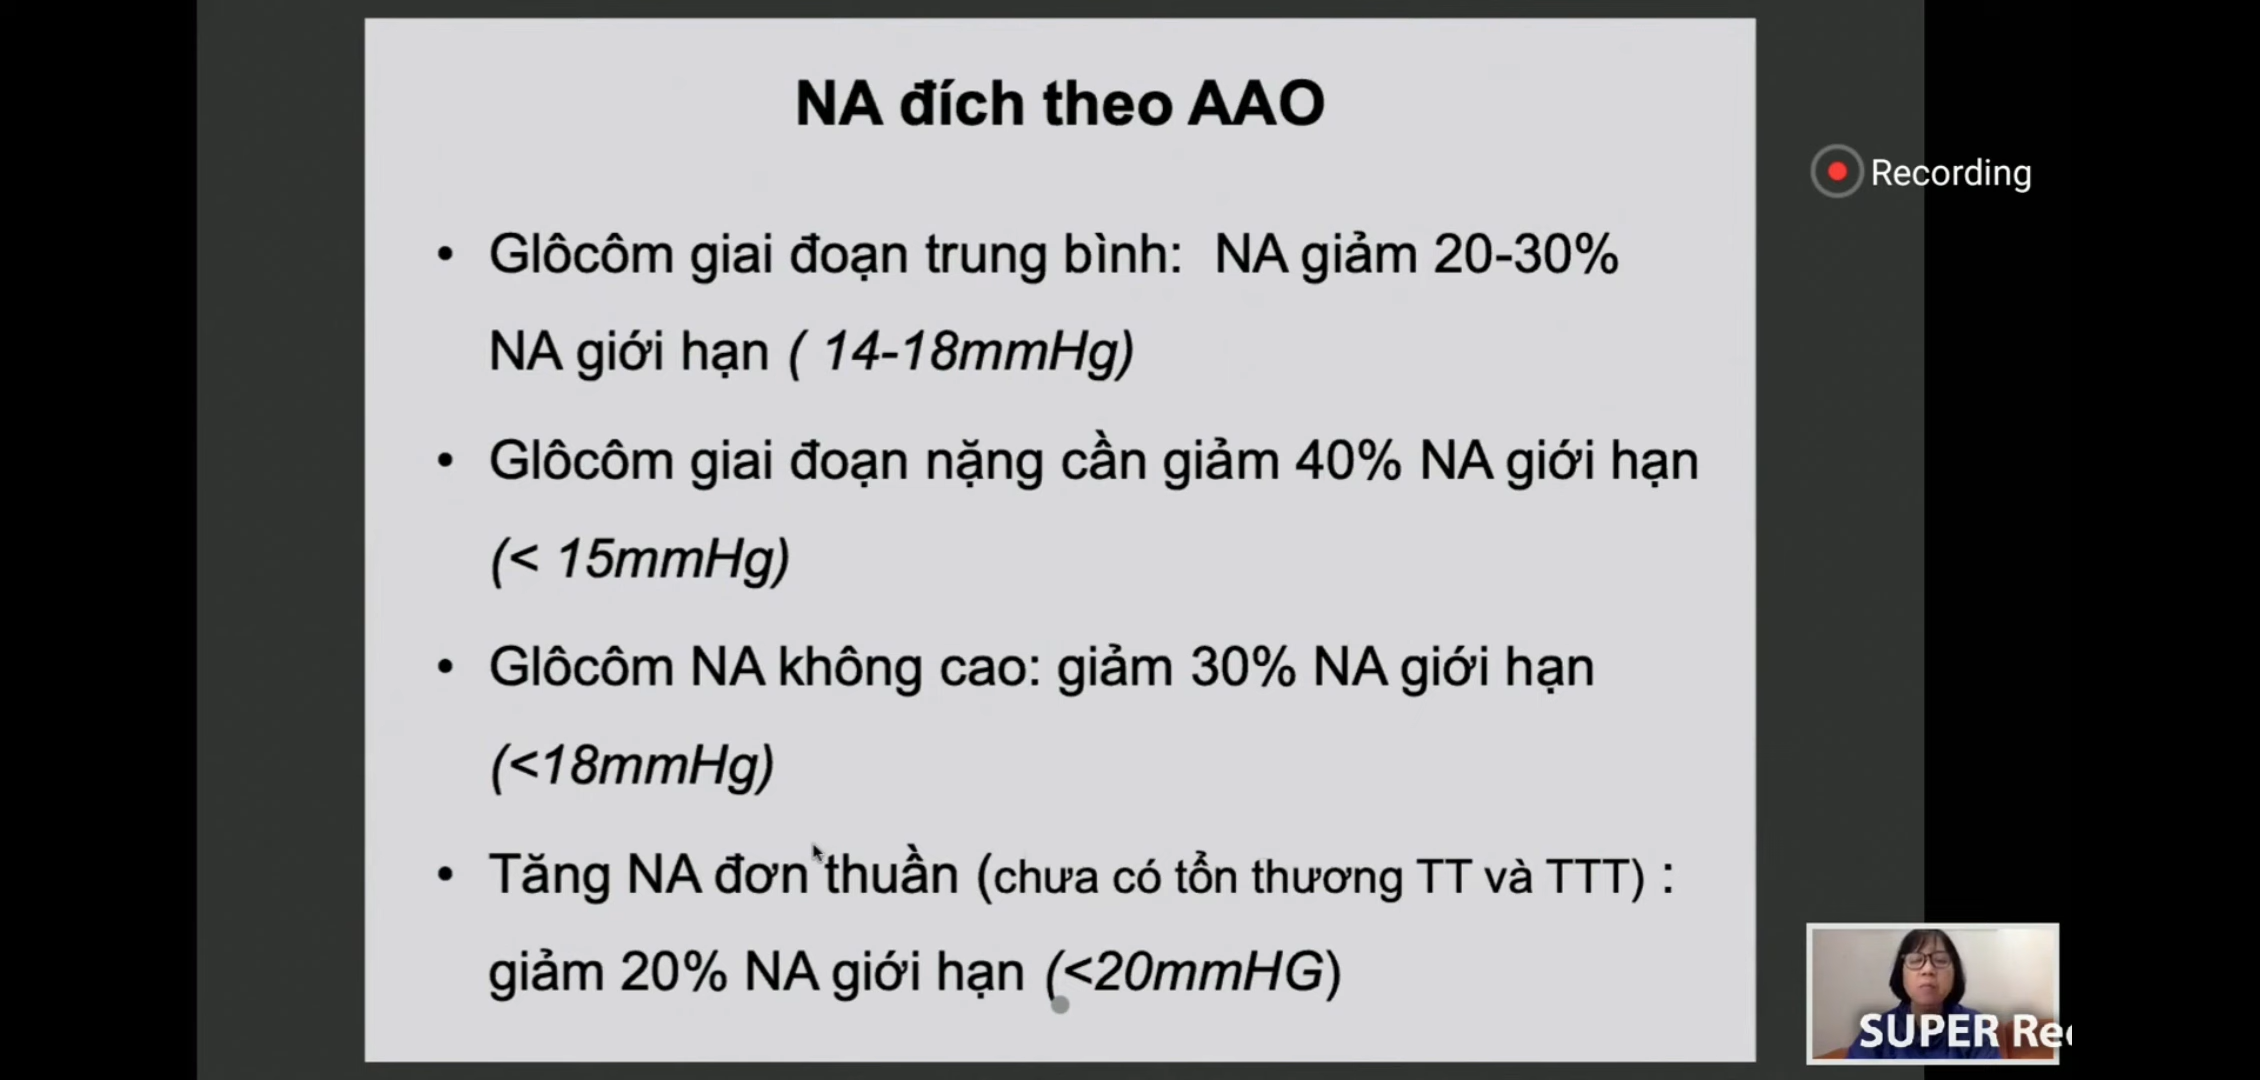 NA đích theo AAO
Recording
• Glôcôm giai đoạn trung bình: NA giảm 20-30%
NA giới hạn ( 14-18mmHg)
• Glôcôm giai đoạn nặng cần giảm 40% NA giới hạn
(< 15mmHg)
• Glôcôm NA không cao: giảm 30% NA giới hạn
(<18mmHg)
• Tăng NA đơn thuần (chưa có tổn thương TT và TTT) :
giảm 20% NA giới hạn (<20mmHG)
SUPER